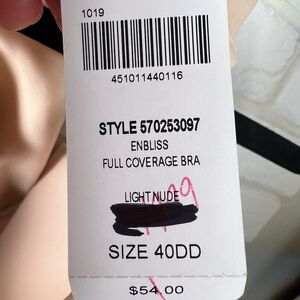 1019
451011440116
STYLE 570253097
ENBLISS
FULL COVERAGE BRA
LIGHT NUDE
SIZE 40DD
$54.00